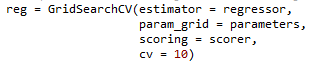 reg = GridSearchCV(estimator = regressor,
param_grid = parameters,
scoring = scorer,
cv = 10)